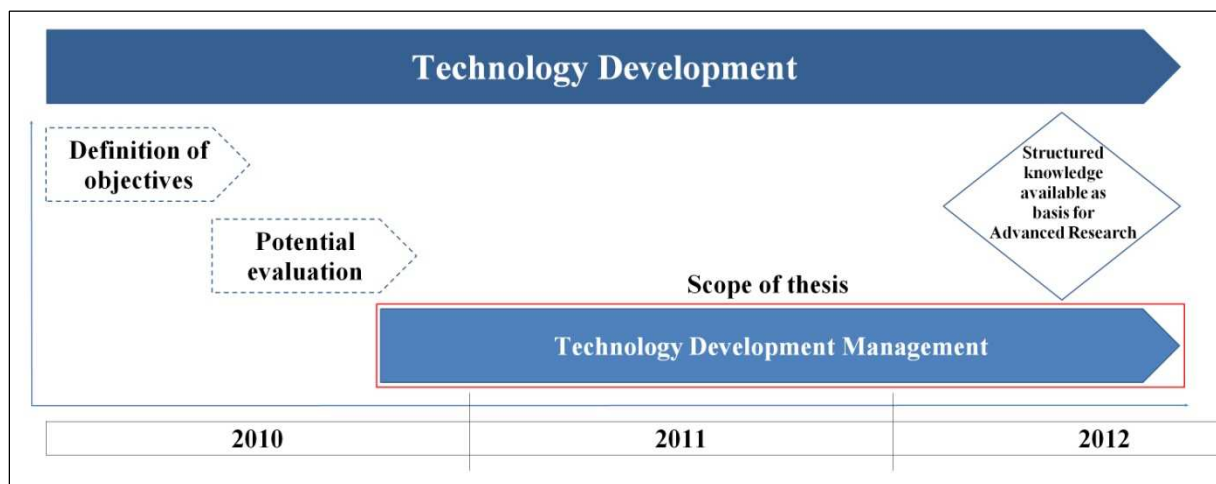 Technology Development
Definition of
objectives
Structured
knowledge
available as
basis for
Advanced Research
Potential
evaluation
Scope of thesis
Technology Development Management
2010 2011 2012